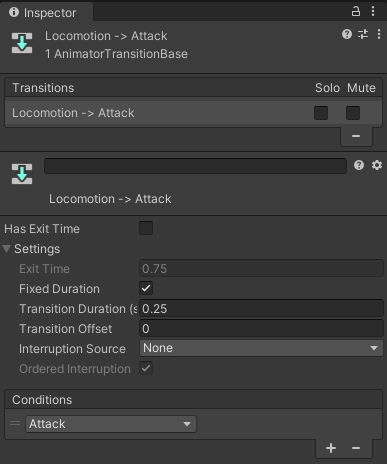 Inspector
Locomotion -> Attack
1 AnimatorTransitionBase
Transitions Solo Mute
Locomotion -> Attack
Locomotion -> Attack
Has Exit Time
Settings
Exit Time 0.75
Fixed Duration
Transition Duration (s 0.25
Transition Offset 0
Interruption Source None
Ordered Interruption
Conditions
Attack